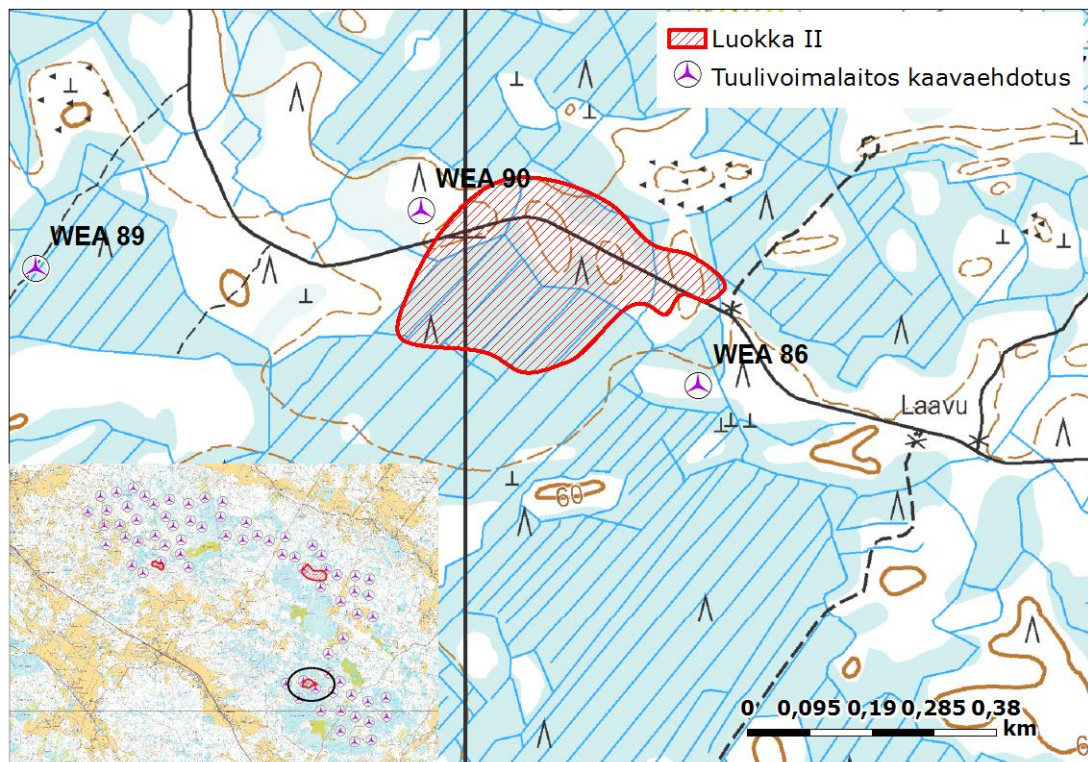 Luokka II
Tuulivoimalaitos kaavaehdotus
WEA 90
WEA 89
WEA 86
Laavu
60
0 0,095 0,19 0,285 0,38
km
6